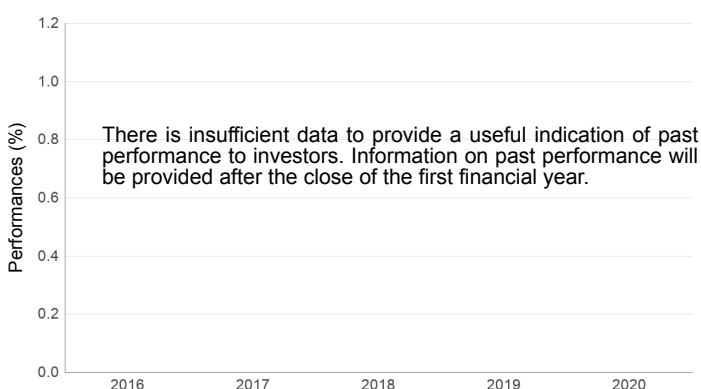 1.2
1.0
0.8
0.6
0.4
0.2
0.0
Performances (%)
There is insufficient data to provide a useful indication of past
performance to investors. Information on past performance will
be provided after the close of the first financial year.
2016 2017 2018 2019 2020